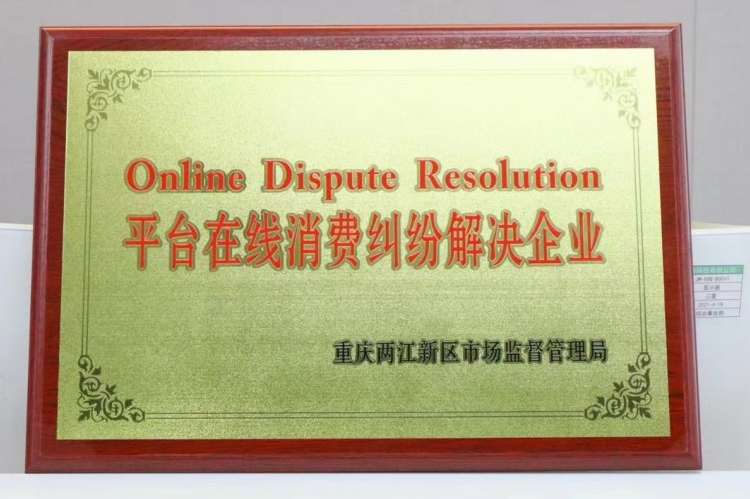 Online Dispute Resolution
平台在线消费纠纷解决企业
重庆两江新区市场监督管理局